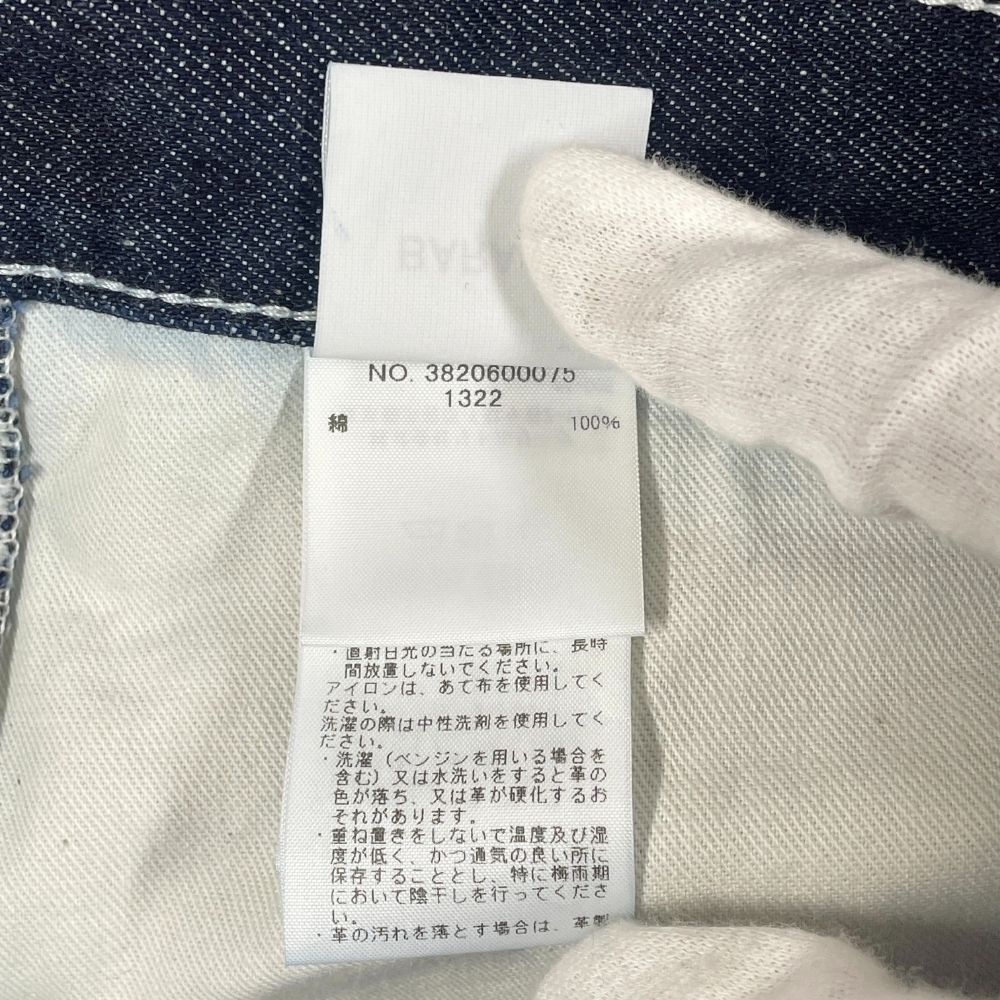 NO. 3820600075
1322
綿 100%
・直射日光の当たる場所に、長時
間放置しないでください。
アイロンは、あて布を使用してく
ださい。
洗濯の際は中性洗剤を使用してく
ださい。
・洗濯（ベンジンを用いる場合を
含む）又は水洗いをすると革の
色が落ち、又は革が硬化するお
それがあります。
・重ね置きをしないで温度及び湿
度が低く、かつ通気の良い所に
保存することとし、特に梅雨期
において陰干しを行ってくださ
い。
・革の汚れを落とす場合は、革製